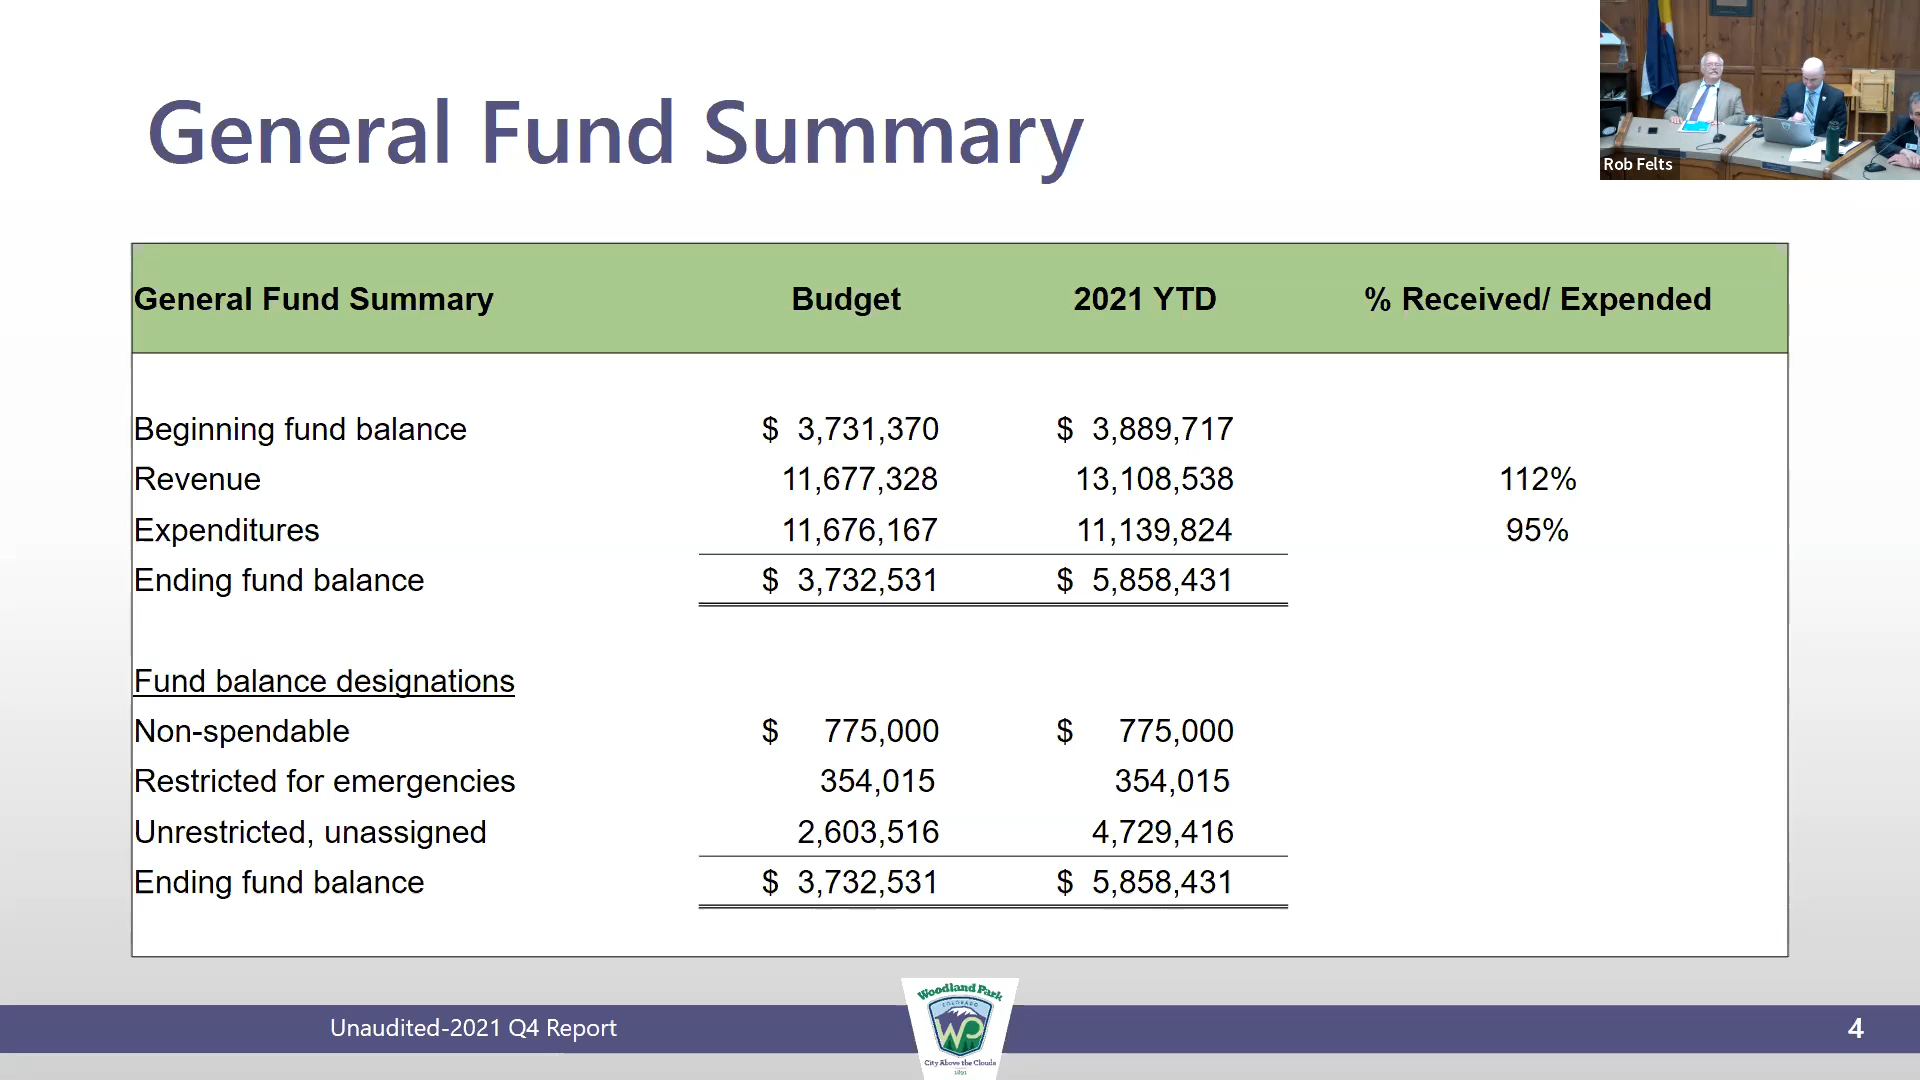 General Fund Summary
Rob Felts
General Fund Summary Budget 2021 YTD % Received/ Expended
Beginning fund balance $ 3,731,370 $ 3,889,717
Revenue 11,677,328 13,108,538 112%
Expenditures 11,676,167 11,139,824 95%
Ending fund balance $ 3,732,531 $ 5,858,431
Fund balance designations
Non-spendable $ 775,000 $ 775,000
Restricted for emergencies 354,015 354,015
Unrestricted, unassigned 2,603,516 4,729,416
Ending fund balance $ 3,732,531 $ 5,858,431
Unaudited-2021 Q4 Report
Woodland Park
COLORADO
WP
City Above the Clouds
1891
4